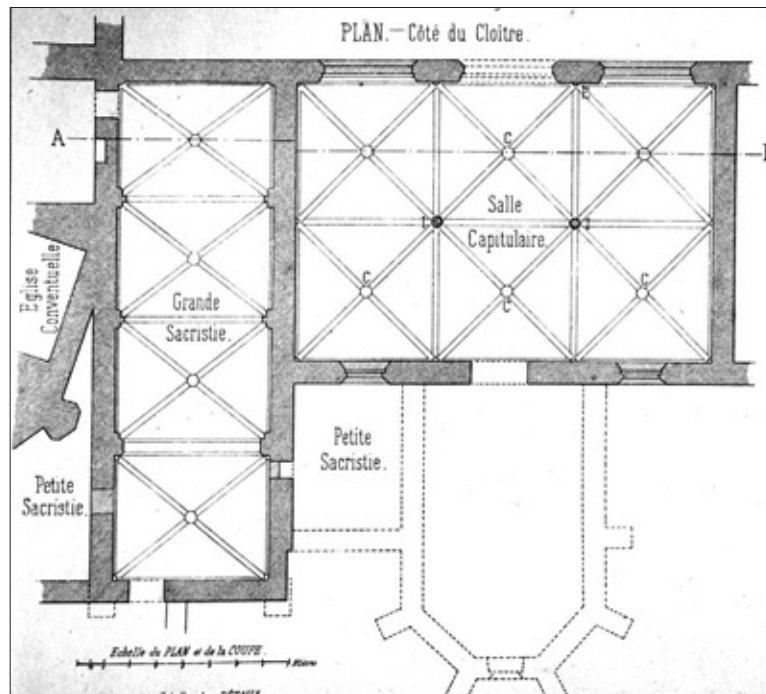 PLAN.—Côté du Cloître.
A
E
C
Salle
Capitulaire.
I
I
C
C
C
Eglise
Conventuelle
Grande
Sacristie.
Petite
Sacristie.
Petite
Sacristie.
Echelle du PLAN et de la COUPE.